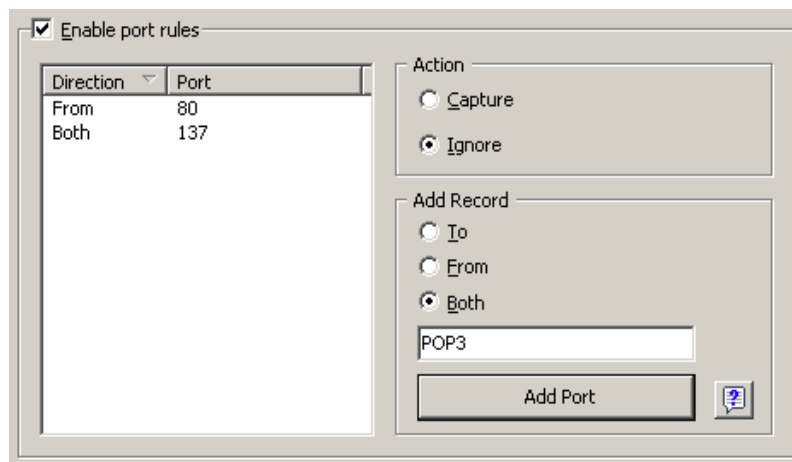 Enable port rules
Direction Port
From 80
Both 137
Action
Capture
Ignore
Add Record
To
From
Both
POP3
Add Port
?